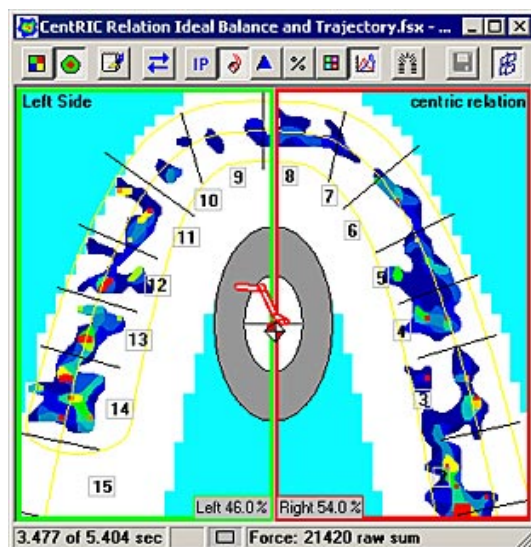 CentRIC Relation Ideal Balance and Trajectory.fsx - ...
IP %
Left Side centric relation
9 8
10 7
11 6
12 5
13 4
14 3
15 2
Left 46.0 % Right 54.0 %
3.477 of 5.404 sec Force: 21420 raw sum